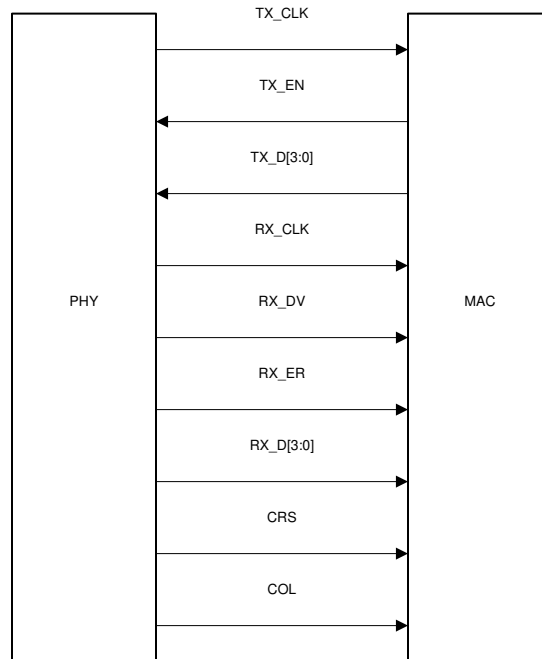 TX_CLK
TX_EN
TX_D[3:0]
RX_CLK
PHY
RX_DV
MAC
RX_ER
RX_D[3:0]
CRS
COL